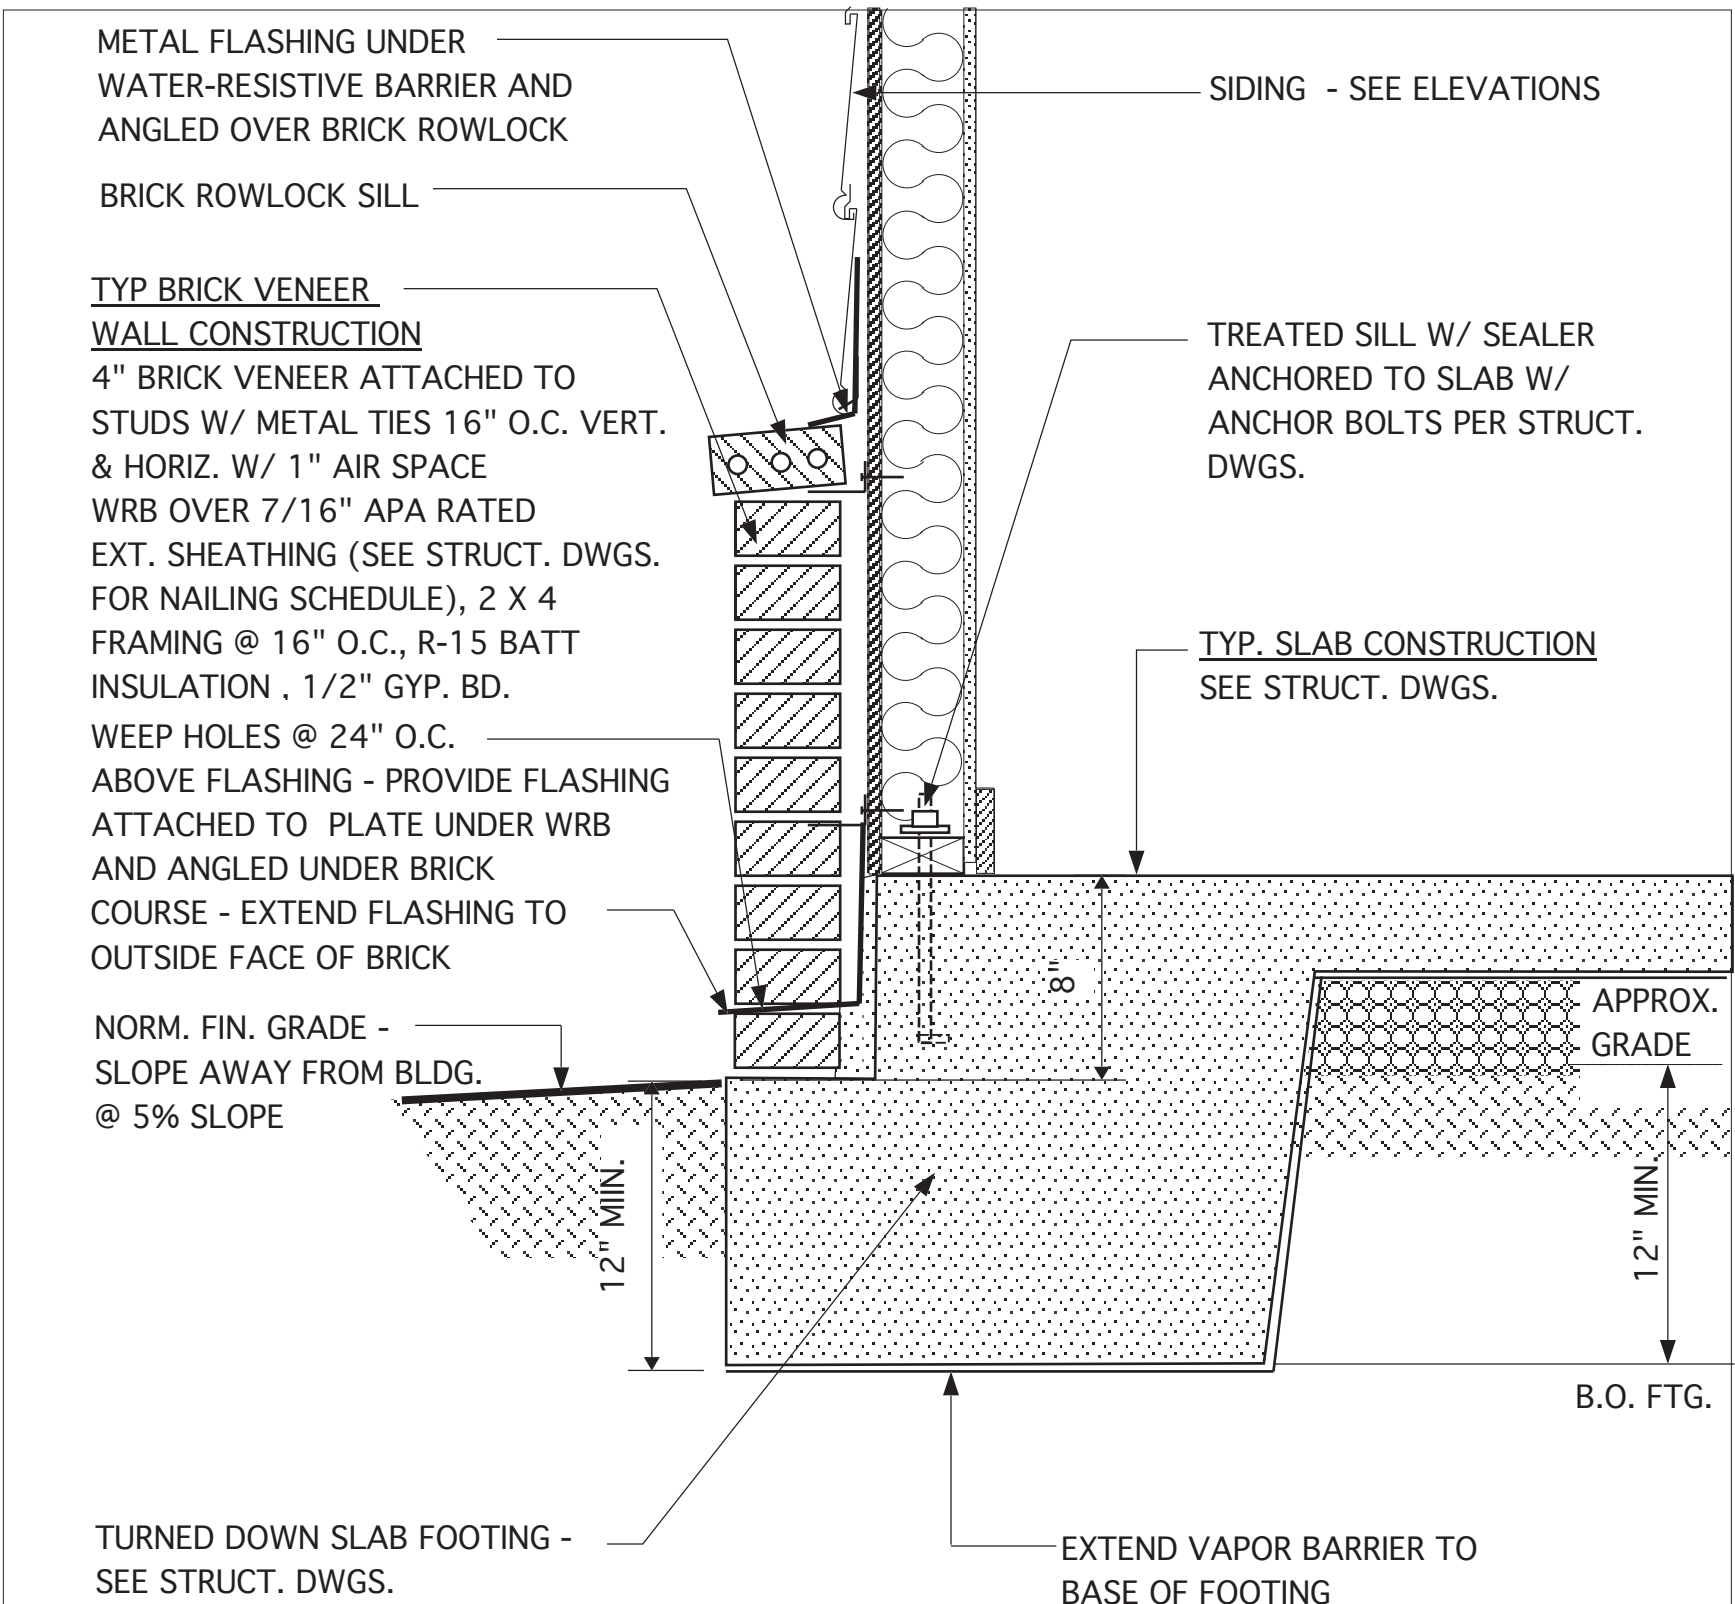 METAL FLASHING UNDER
WATER-RESISTIVE BARRIER AND
ANGLED OVER BRICK ROWLOCK
SIDING - SEE ELEVATIONS
BRICK ROWLOCK SILL
TYP BRICK VENEER
WALL CONSTRUCTION
4" BRICK VENEER ATTACHED TO
STUDS W/ METAL TIES 16" O.C. VERT.
& HORIZ. W/ 1" AIR SPACE
WRB OVER 7/16" APA RATED
EXT. SHEATHING (SEE STRUCT. DWGS.
FOR NAILING SCHEDULE), 2 X 4
FRAMING @ 16" O.C., R-15 BATT
INSULATION , 1/2" GYP. BD.
TREATED SILL W/ SEALER
ANCHORED TO SLAB W/
ANCHOR BOLTS PER STRUCT.
DWGS.
TYP. SLAB CONSTRUCTION
SEE STRUCT. DWGS.
WEEP HOLES @ 24" O.C.
ABOVE FLASHING - PROVIDE FLASHING
ATTACHED TO PLATE UNDER WRB
AND ANGLED UNDER BRICK
COURSE - EXTEND FLASHING TO
OUTSIDE FACE OF BRICK
8"
APPROX.
GRADE
NORM. FIN. GRADE -
SLOPE AWAY FROM BLDG.
@ 5% SLOPE
12" MIIN.
12" MIN.
B.O. FTG.
TURNED DOWN SLAB FOOTING -
SEE STRUCT. DWGS.
EXTEND VAPOR BARRIER TO
BASE OF FOOTING